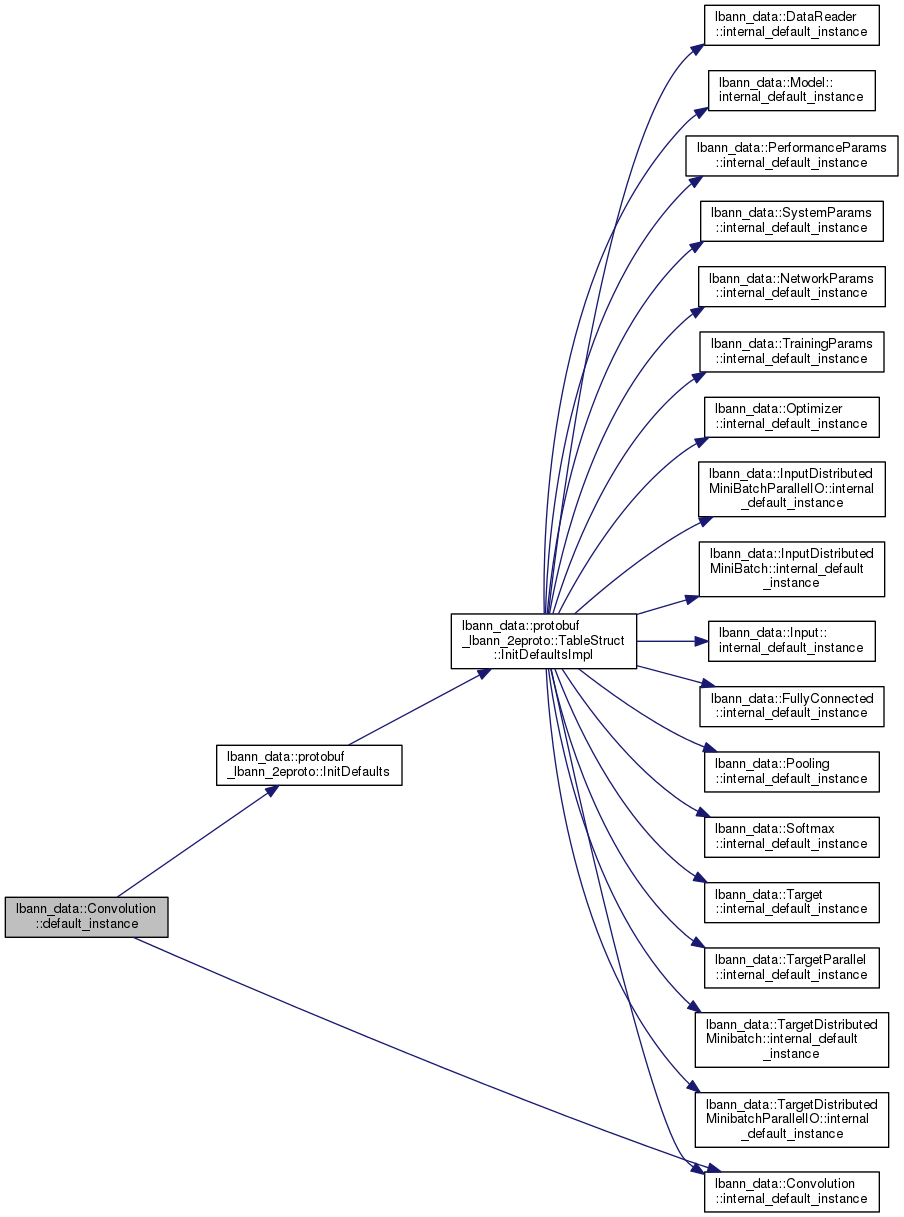 lbann_data::DataReader
::internal_default_instance
lbann_data::Model::
internal_default_instance
lbann_data::PerformanceParams
::internal_default_instance
lbann_data::SystemParams
::internal_default_instance
lbann_data::NetworkParams
::internal_default_instance
lbann_data::TrainingParams
::internal_default_instance
lbann_data::Optimizer
::internal_default_instance
lbann_data::InputDistributed
MiniBatchParallelIO::internal
_default_instance
lbann_data::InputDistributed
MiniBatch::internal_default
_instance
lbann_data::protobuf
_lbann_2eproto::TableStruct
::InitDefaultsImpl
lbann_data::Input::
internal_default_instance
lbann_data::FullyConnected
::internal_default_instance
lbann_data::protobuf
_lbann_2eproto::InitDefaults
lbann_data::Pooling
::internal_default_instance
lbann_data::Softmax
::internal_default_instance
lbann_data::Convolution
::default_instance
lbann_data::Target
::internal_default_instance
lbann_data::TargetParallel
::internal_default_instance
lbann_data::TargetDistributed
Minibatch::internal_default
_instance
lbann_data::TargetDistributed
MinibatchParallelIO::internal
_default_instance
lbann_data::Convolution
::internal_default_instance